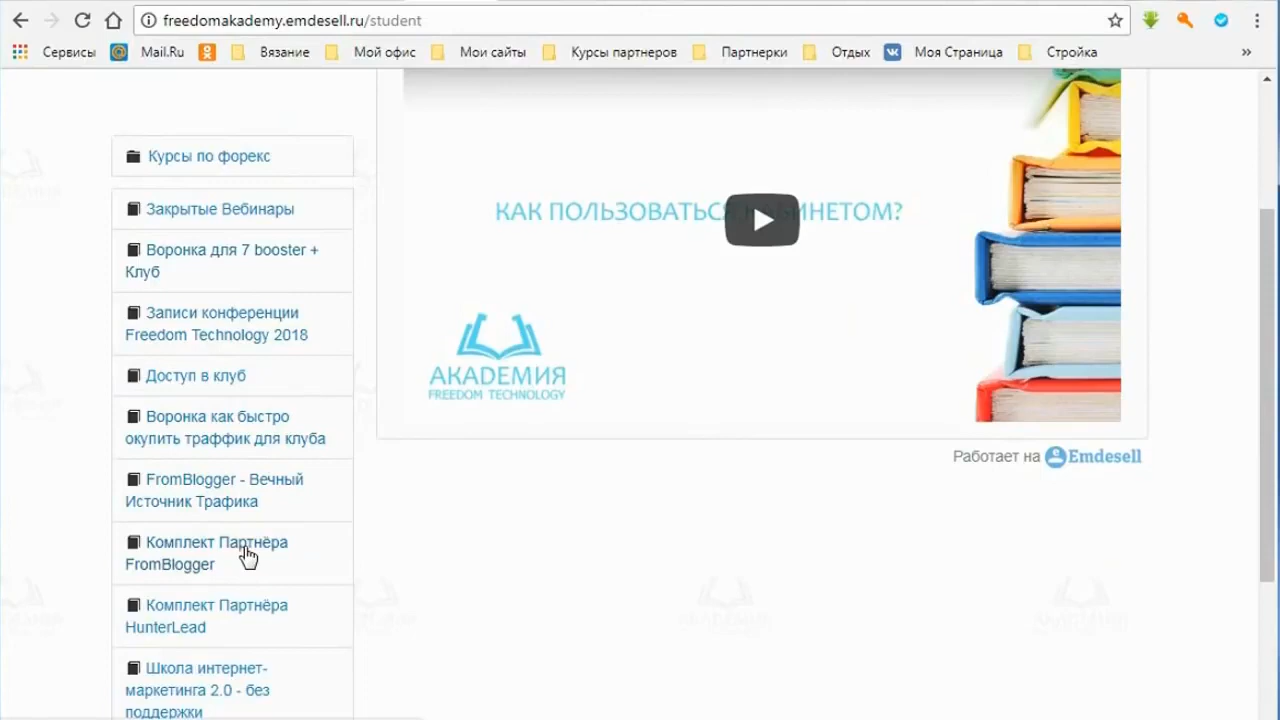 freedomakademy.emdesell.ru/student
Сервисы Mail.Ru Вязание Мой офис Мои сайты Курсы партнеров Партнерки Отдых Моя Страница Стройка »
Курсы по форекс
Закрытые Вебинары
Воронка для 7 booster +
Клуб
Записи конференции
Freedom Technology 2018
Доступ в клуб
Воронка как быстро
окупить траффик для клуба
FromBlogger - Вечный
Источник Трафика
Комплект Партнёра
FromBlogger
Комплект Партнёра
HunterLead
Школа интернет-
маркетинга 2.0 - без
поддержки
КАК ПОЛЬЗОВАТЬСЯ КАБИНЕТОМ?
АКАДЕМИЯ
FREEDOM TECHNOLOGY
Работает на Emdesell